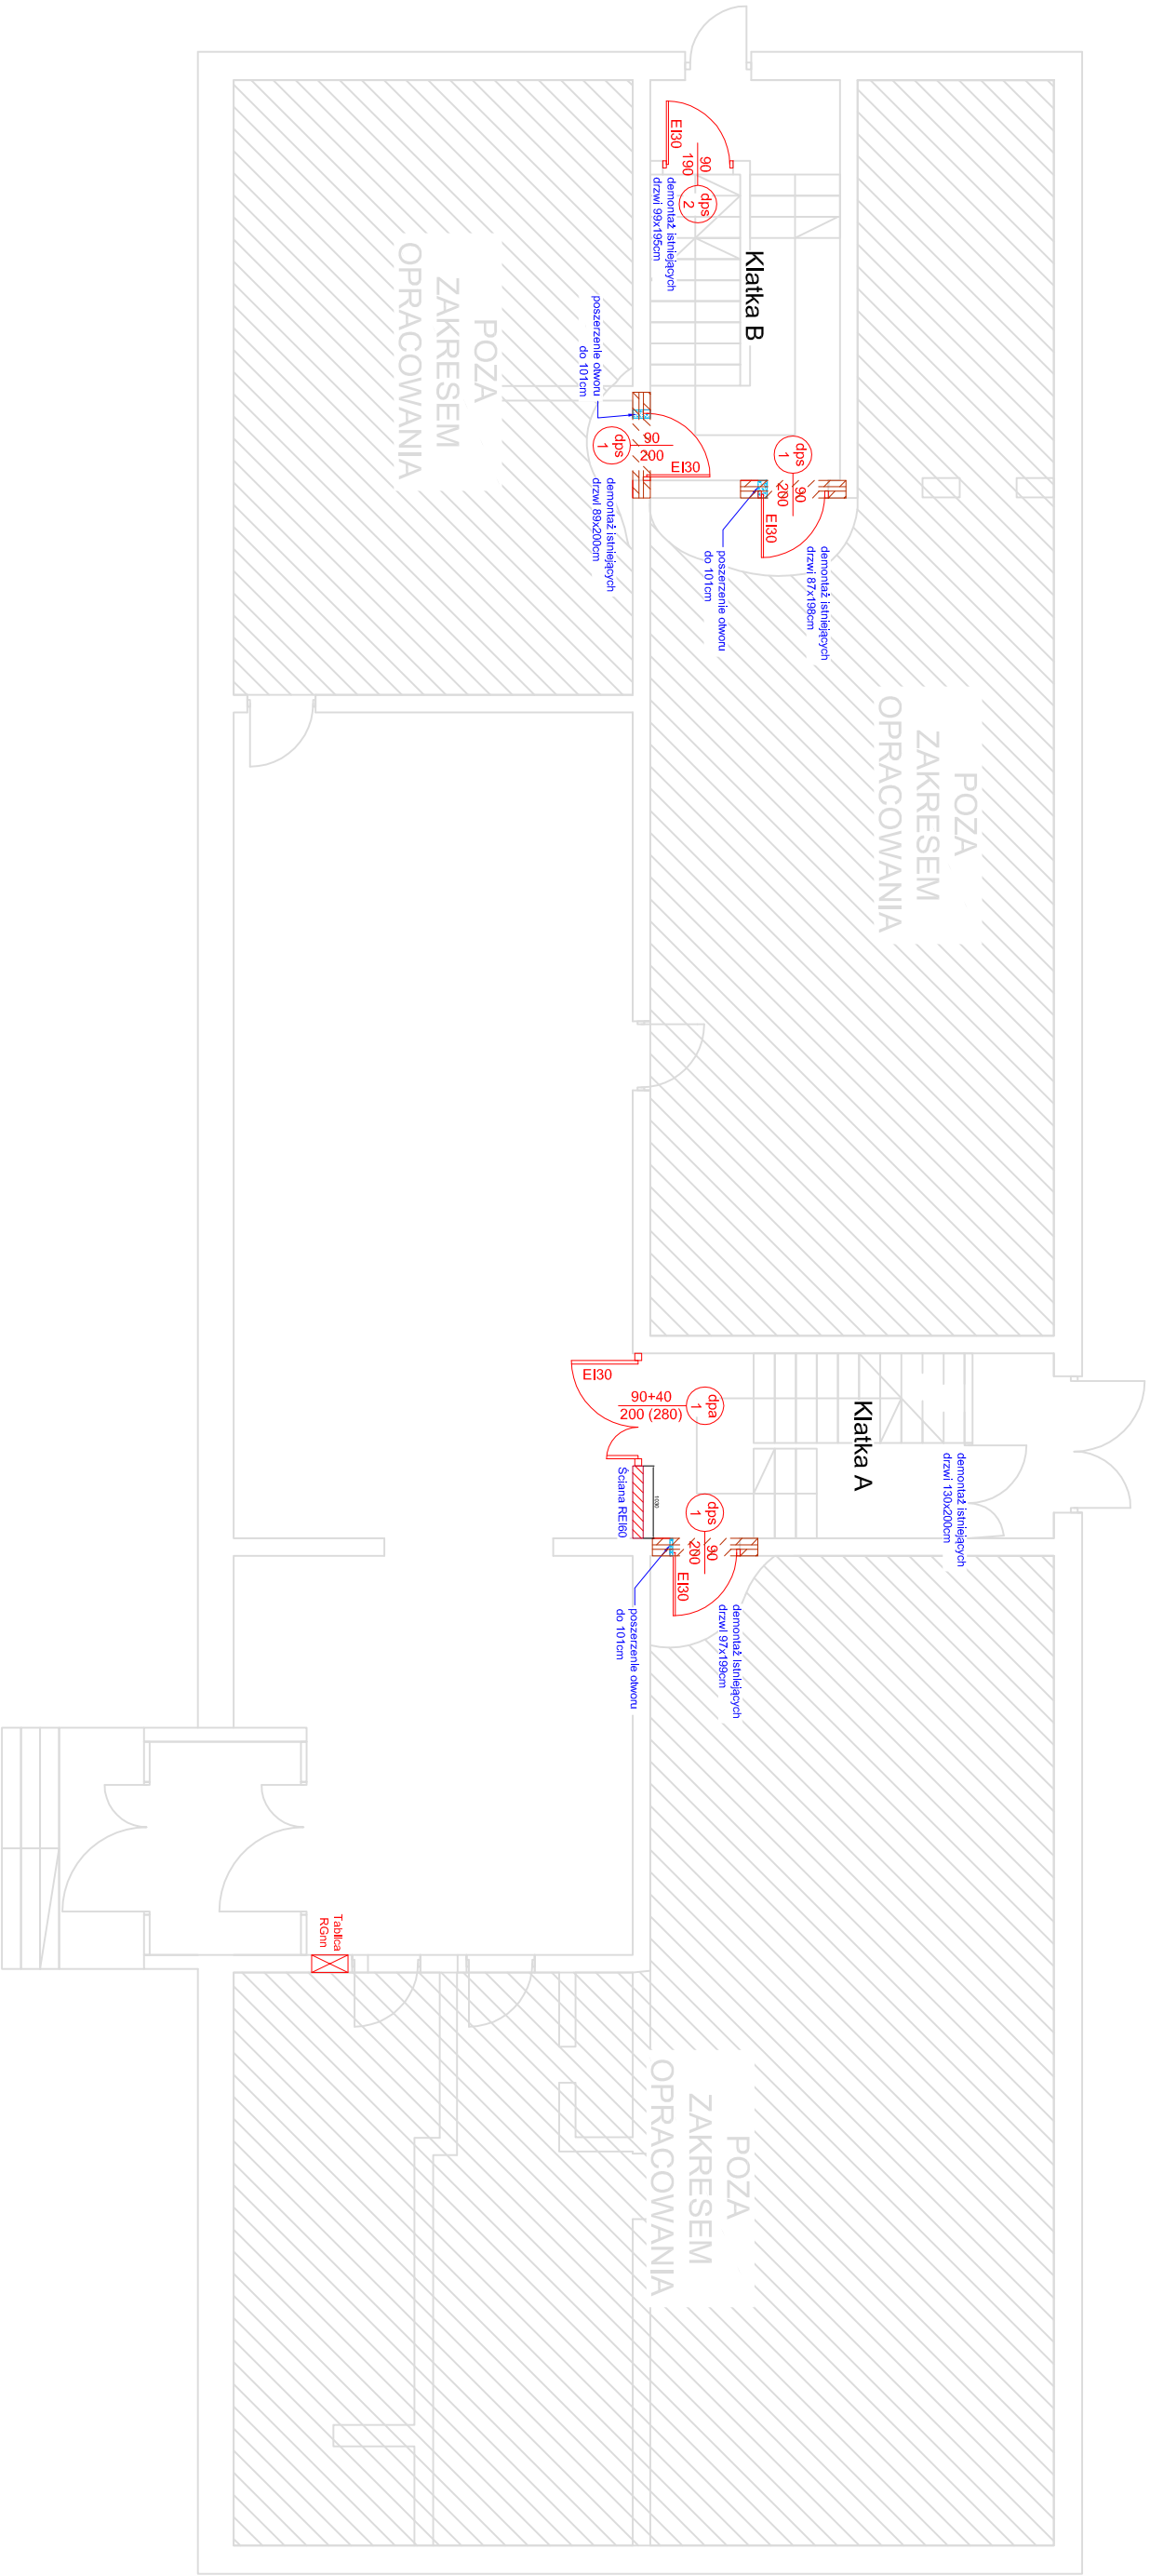 EI30
90
190
dps
2
demontaż istniejących
drzwi 99x195cm
Klatka B
POZA
ZAKRESEM
OPRACOWANIA
poszerzenie otworu
do 101cm
dps
1
90
200
EI30
demontaż istniejących
drzwi 89x200cm
dps
1
90
200
EI30
demontaż istniejących
drzwi 87x198cm
poszerzenie otworu
do 101cm
POZA
ZAKRESEM
OPRACOWANIA
EI30
90+40
200 (280)
dpa
1
Klatka A
demontaż istniejących
drzwi 130x200cm
Ściana REI60
1030
dps
1
90
200
EI30
demontaż istniejących
drzwi 97x199cm
poszerzenie otworu
do 101cm
Tablica
RGnn
POZA
ZAKRESEM
OPRACOWANIA